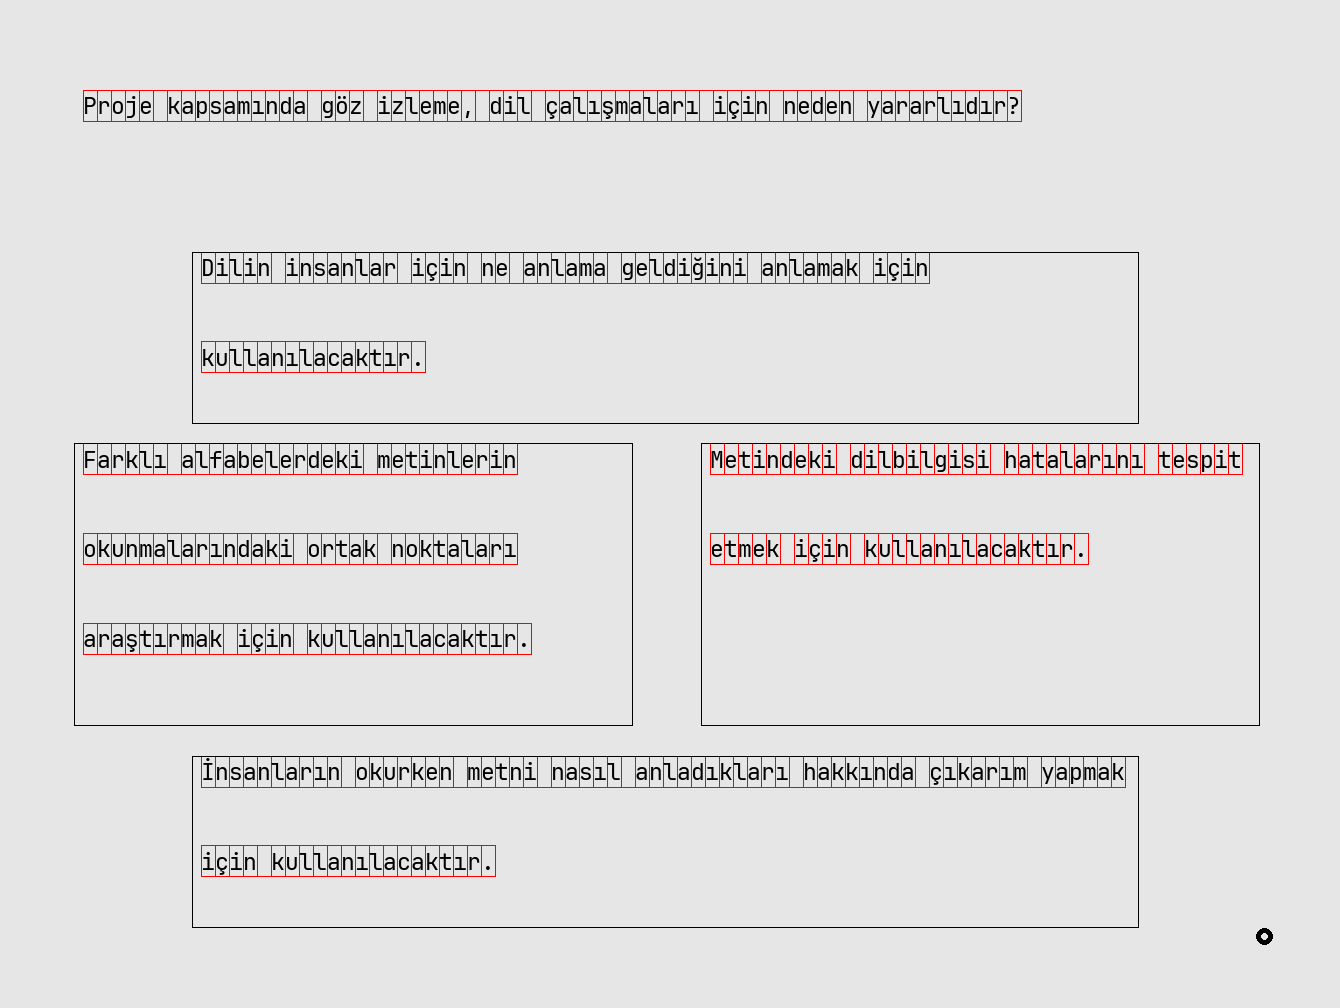 Proje kapsamında göz izleme, dil çalışmaları için neden yararlıdır?
Dilin insanlar için ne anlama geldiğini anlamak için
kullanılacaktır.
Farklı alfabelerdeki metinlerin
okunmalarındaki ortak noktaları
araştırmak için kullanılacaktır.
Metindeki dilbilgisi hatalarını tespit
etmek için kullanılacaktır.
İnsanların okurken metni nasıl anladıkları hakkında çıkarım yapmak
için kullanılacaktır.